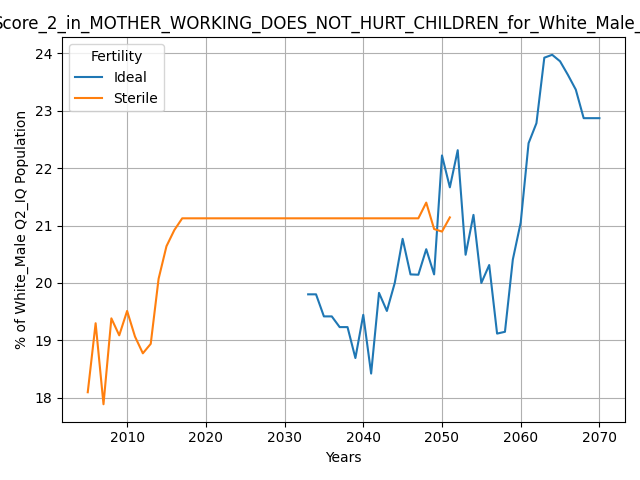 Score_2_in_MOTHER_WORKING_DOES_NOT_HURT_CHILDREN_for_White_Male_
Fertility
Ideal
Sterile
% of White_Male Q2_IQ Population
24
23
22
21
20
19
18
2010 2020 2030 2040 2050 2060 2070
Years